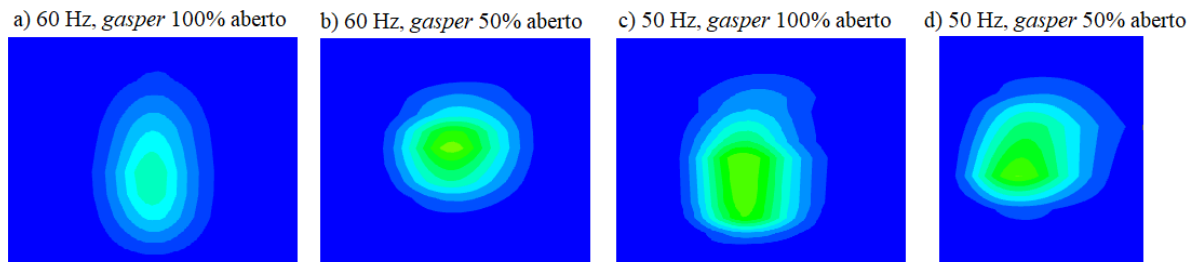 a) 60 Hz, gasper 100% aberto
b) 60 Hz, gasper 50% aberto
c) 50 Hz, gasper 100% aberto
d) 50 Hz, gasper 50% aberto